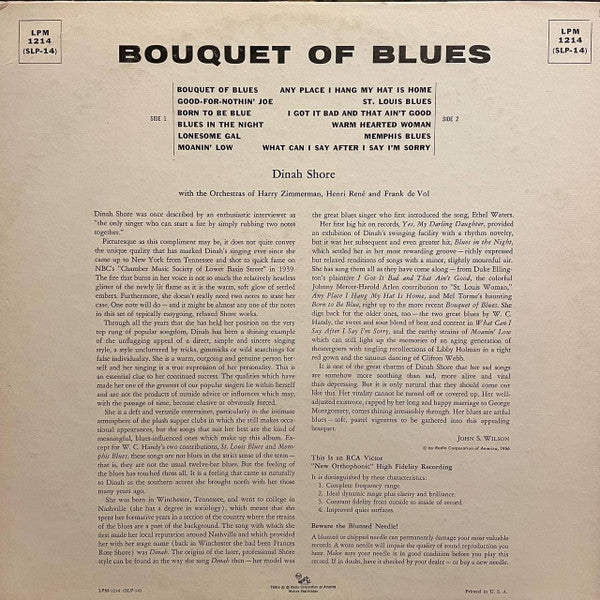 LPM
1214
(SLP-14)
BOUQUET OF BLUES
LPM
1214
(SLP-14)
SIDE 1
BOUQUET OF BLUES
GOOD-FOR-NOTHIN' JOE
BORN TO BE BLUE
BLUES IN THE NIGHT
LONESOME GAL
MOANIN' LOW
ANY PLACE I HANG MY HAT IS HOME
ST. LOUIS BLUES
I GOT IT BAD AND THAT AIN'T GOOD
WARM HEARTED WOMAN
MEMPHIS BLUES
WHAT CAN I SAY AFTER I SAY I'M SORRY
SIDE 2
Dinah Shore
with the Orchestras of Harry Zimmerman, Henri René and Frank de Vol
Dinah Shore was once described by an enthusiastic interviewer as
"the only singer who can start a fire by simply rubbing two notes
together."
Picturesque as this compliment may be, it does not quite convey
the unique quality that has marked Dinah's singing ever since she
came up to New York from Tennessee and shot to quick fame on
NBC's "Chamber Music Society of Lower Basin Street" in 1939.
The fire that burns in her voice is not so much the relatively heatless
glitter of the newly lit flame as it is the warm, soft glow of settled
embers. Furthermore, she doesn't really need two notes to state her
case. One note will do — and it might be almost any one of the notes
in this set of typically easygoing, relaxed Shore works.
Through all the years that she has held her position on the very
top rung of popular songdom, Dinah has been a shining example
of the unflagging appeal of a direct, simple and sincere singing
style, a style uncluttered by tricks, gimmicks or wild searchings for
false individuality. She is a warm, outgoing and genuine person her-
self and her singing is a true expression of her personality. This is
an essential clue to her continued success. The qualities which have
made her one of the greatest of our popular singers lie within herself
and are not the products of outside advice or influences which may,
with the passage of time, become elusive or obviously forced.
She is a deft and versatile entertainer, particularly in the intimate
atmosphere of the plush supper clubs in which she still makes occa-
sional appearances, but the songs that suit her best are the kind of
meaningful, blues-influenced ones which make up this album. Ex-
cept for W. C. Handy's two contributions, St. Louis Blues and Mem-
phis Blues, these songs are not blues in the strict sense of the term —
that is, they are not the usual twelve-bar blues. But the feeling of
the blues has touched them all. It is a feeling that came as naturally
to Dinah as the southern accent she brought north with her those
many years ago.
She was born in Winchester, Tennessee, and went to college in
Nashville (she has a degree in sociology), which meant that she
spent her formative years in a section of the country where the strains
of the blues are a part of the background. The song with which she
first made her local reputation around Nashville and which provided
her with her stage name (back in Winchester she had been Frances
Rose Shore) was Dinah. The origins of the later, professional Shore
style can be found in the way she sang Dinah then — her model was
the great blues singer who first introduced the song, Ethel Waters.
Her first big hit on records, Yes, My Darling Daughter, provided
an exhibition of Dinah's swinging facility with a rhythm novelty,
but it was her subsequent and even greater hit, Blues in the Night,
which settled her in her most rewarding groove — richly expressed
but relaxed renditions of songs with a minor, slightly mournful air.
She has sung them all as they have come along — from Duke Elling-
ton's plaintive I Got It Bad and That Ain't Good, the colorful
Johnny Mercer-Harold Arlen contribution to "St. Louis Woman,"
Any Place I Hang My Hat Is Home, and Mel Torme's haunting
Born to Be Blue, right up to the more recent Bouquet of Blues. She
digs back for the older ones, too — the two great blues by W. C.
Handy, the sweet and sour blend of beat and content in What Can I
Say After I Say I'm Sorry, and the earthy strains of Moanin' Low
which can still light up the memories of an aging generation of
theatregoers with tingling recollections of Libby Holman in a tight
red gown and the sinuous dancing of Clifton Webb.
It is one of the great charms of Dinah Shore that her sad songs
are somehow more soothing than sad, more alive and vital
than depressing. But it is only natural that they should come out
like this. Her vitality cannot be turned off or covered up. Her well-
adjusted existence, capped by her long and happy marriage to George
Montgomery, comes shining irresistibly through. Her blues are artful
blues — soft, pastel vignettes to be gathered into this appealing
bouquet.
JOHN S. WILSON
© by Radio Corporation of America, 1956
This Is an RCA Victor
"New Orthophonic" High Fidelity Recording
It is distinguished by these characteristics:
1. Complete frequency range.
2. Ideal dynamic range plus clarity and brilliance.
3. Constant fidelity from outside to inside of record.
4. Improved quiet surfaces.
Beware the Blunted Needle!
A blunted or chipped needle can permanently damage your most valuable
records. A worn needle will impair the quality of sound reproduction you
hear. Make sure your needle is in good condition before you play this
record. If in doubt, have it checked by your dealer — or buy a new needle.
LPM-1214 (SLP-14)
Printed in U. S. A.